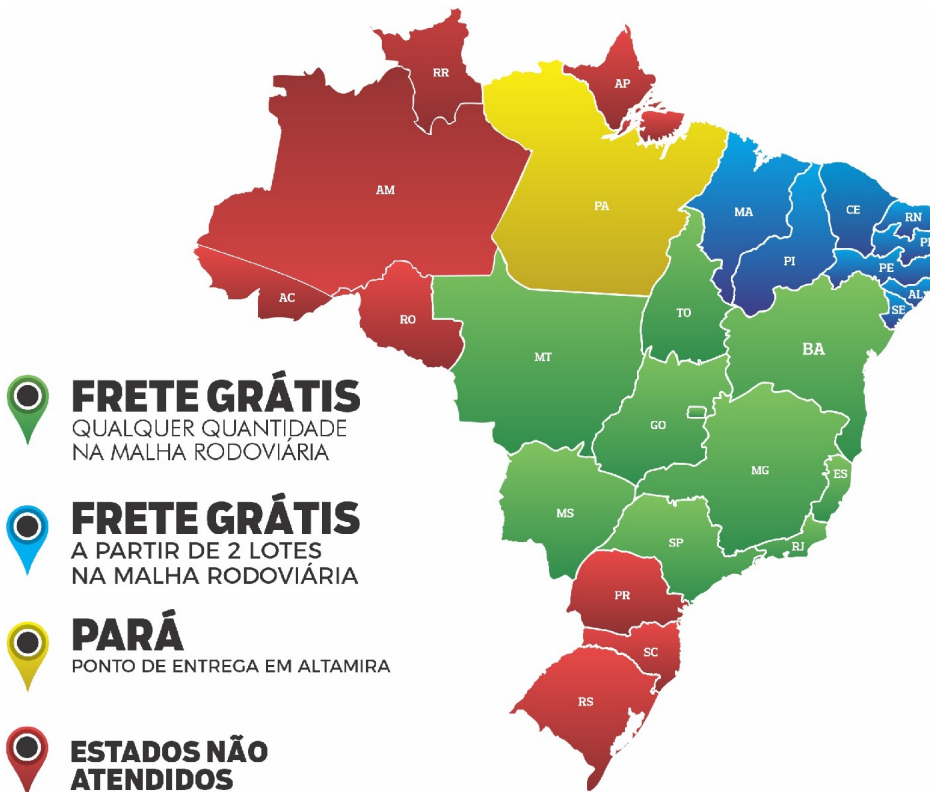 RR
AP
AM
PA
MA
CE
RN
PI
PE
AL
SE
AC
RO
TO
BA
MT
GO
MG
ES
MS
SP
RJ
PR
SC
RS
FRETE GRÁTIS
QUALQUER QUANTIDADE
NA MALHA RODOVIÁRIA
FRETE GRÁTIS
A PARTIR DE 2 LOTES
NA MALHA RODOVIÁRIA
PARÁ
PONTO DE ENTREGA EM ALTAMIRA
ESTADOS NÃO
ATENDIDOS